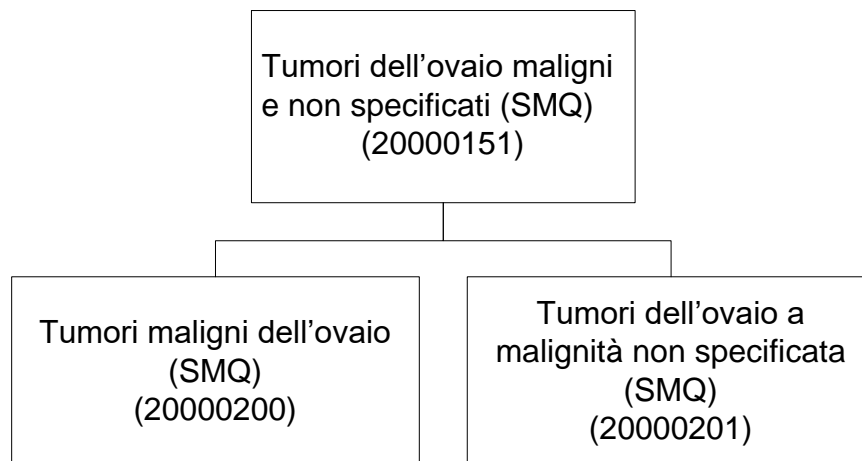 Tumori dell’ovaio maligni
e non specificati (SMQ)
(20000151)
Tumori maligni dell’ovaio
(SMQ)
(20000200)
Tumori dell’ovaio a
malignità non specificata
(SMQ)
(20000201)